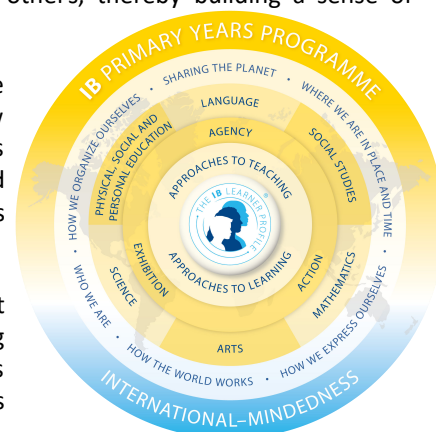 others, thereby building a sense of
IB PRIMARY YEARS PROGRAMME
SHARING THE PLANET •
WHERE WE ARE IN PLACE AND TIME •
HOW WE EXPRESS OURSELVES •
HOW THE WORLD WORKS •
WHO WE ARE •
HOW WE ORGANIZE OURSELVES •
LANGUAGE
SOCIAL STUDIES
MATHEMATICS
ARTS
SCIENCE
PHYSICAL, SOCIAL AND
PERSONAL EDUCATION
AGENCY
ACTION
EXHIBITION
APPROACHES TO TEACHING
APPROACHES TO LEARNING
THE IB LEARNER PROFILE
®
INTERNATIONAL–MINDEDNESS